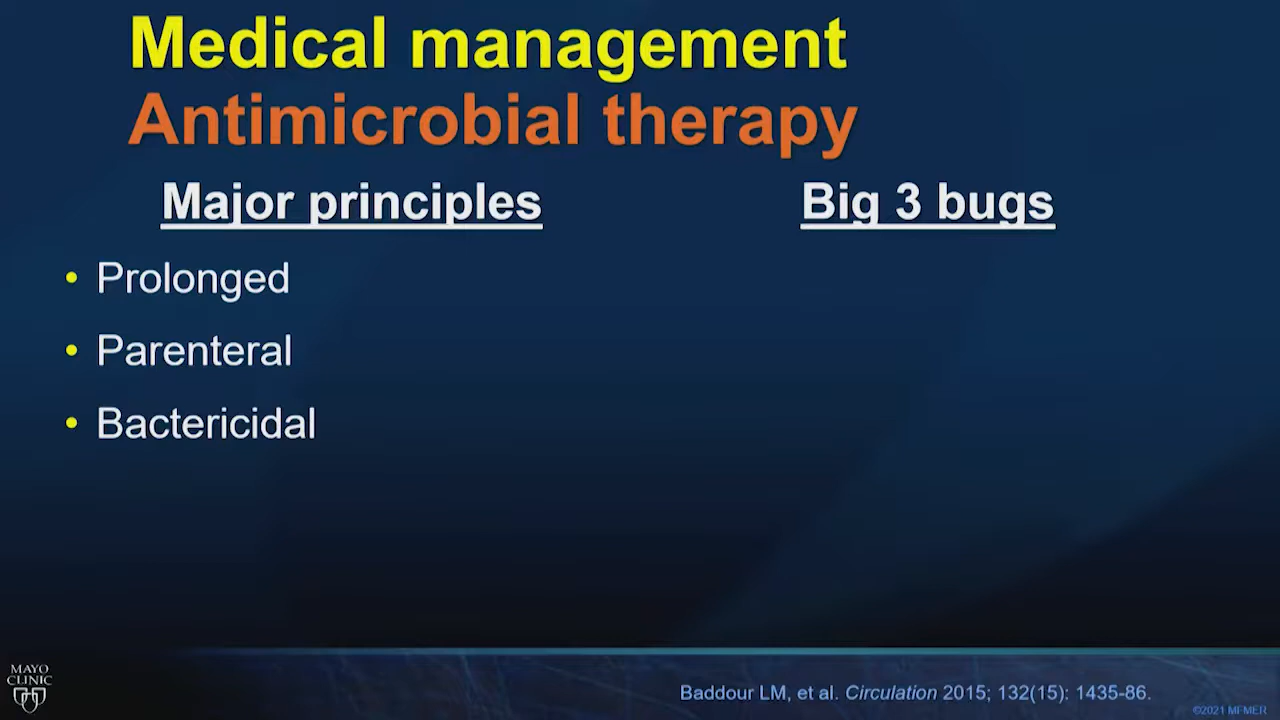 Medical management
Antimicrobial therapy
Major principles
Big 3 bugs
• Prolonged
• Parenteral
• Bactericidal
MAYO
CLINIC
Baddour LM, et al. Circulation 2015; 132(15): 1435-86.
©2021 MFMER